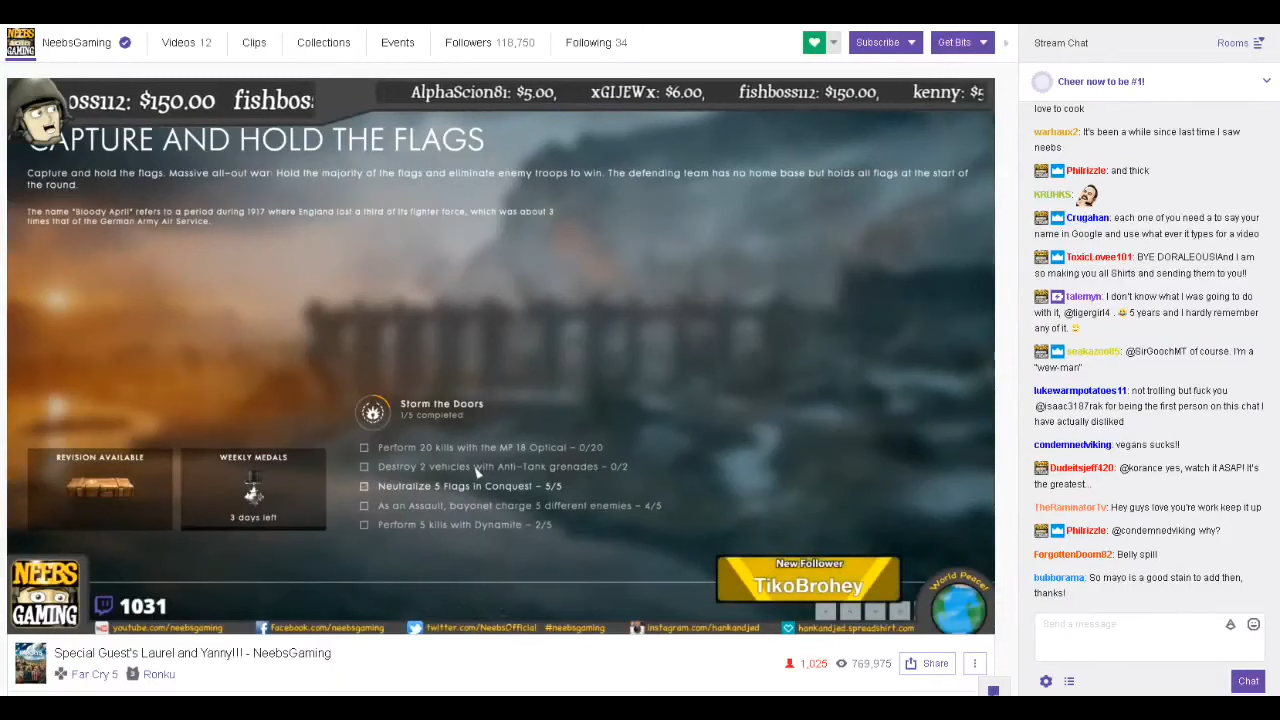 NeebsGaming
Videos 12
Clips
Collections
Events
Followers 118,750
Following 34
Subscribe
Get Bits
Stream Chat
Rooms
oss112: $150.00 fishbos
AlphaScion81: $5.00, xGIJEWx: $6.00, fishboss112: $150.00, kenny: $5
CAPTURE AND HOLD THE FLAGS
Capture and hold the flags. Massive all-out war: Hold the majority of the flags and eliminate enemy troops to win. The defending team has no home base but holds all flags at the start of
the round.
The name "Bloody April" refers to a period during 1917 where England lost a third of its fighter force, which was about 3
times that of the German Army Air Service.
Storm the Doors
1/5 completed
Perform 20 kills with the MP 18 Optical - 0/20
Destroy 2 vehicles with Anti-Tank grenades - 0/2
Neutralize 5 Flags in Conquest - 5/5
As an Assault, bayonet charge 5 different enemies - 4/5
Perform 5 kills with Dynamite - 2/5
REVISION AVAILABLE
WEEKLY MEDALS
3 days left
New Follower
TikoBrohey
World Peace!
NEEBS
GAMING
1031
youtube.com/neebsgaming
facebook.com/neebsgaming
twitter.com/NeebsOfficial #neebsgaming
instagram.com/hankandjed
hankandjed.spreadshirt.com
Special Guest's Laurel and Yanny!!! - NeebsGaming
Far Cry 5
Ronku
1,025
769,975
Share
Cheer now to be #1!
love to cook
warhaux2: It's been a while since last time I saw
neebs
Philrizzle: and thick
KRUHKS:
Crugahan: each one of you need a to say your
name in Google and use what ever it types for a video
ToxicLovee101: BYE DORALEOUS!And I am
so making you all Shirts and sending them to you!!
talemyn: I don't know what I was going to do
with it, @tigergirl4 . 5 years and I hardly remember
any of it.
seakazoo85: @SirGoochMT of course. I'm a
"wew-man"
lukewarmpotatoes11: not trolling but fuck you
@isaac3187rak for being the first person on this chat I
have actually disliked
condemnedviking: vegans sucks!!
Dudeitsjeff420: @korance yes, watch it ASAP! It's
the greatest...
TheRaminatorTv: Hey guys love you're work keep it up
Philrizzle: @condemnedviking why?
ForgottenDoom82: Belly spill
bubborama: So mayo is a good stain to add then,
thanks!
Send a message
Chat